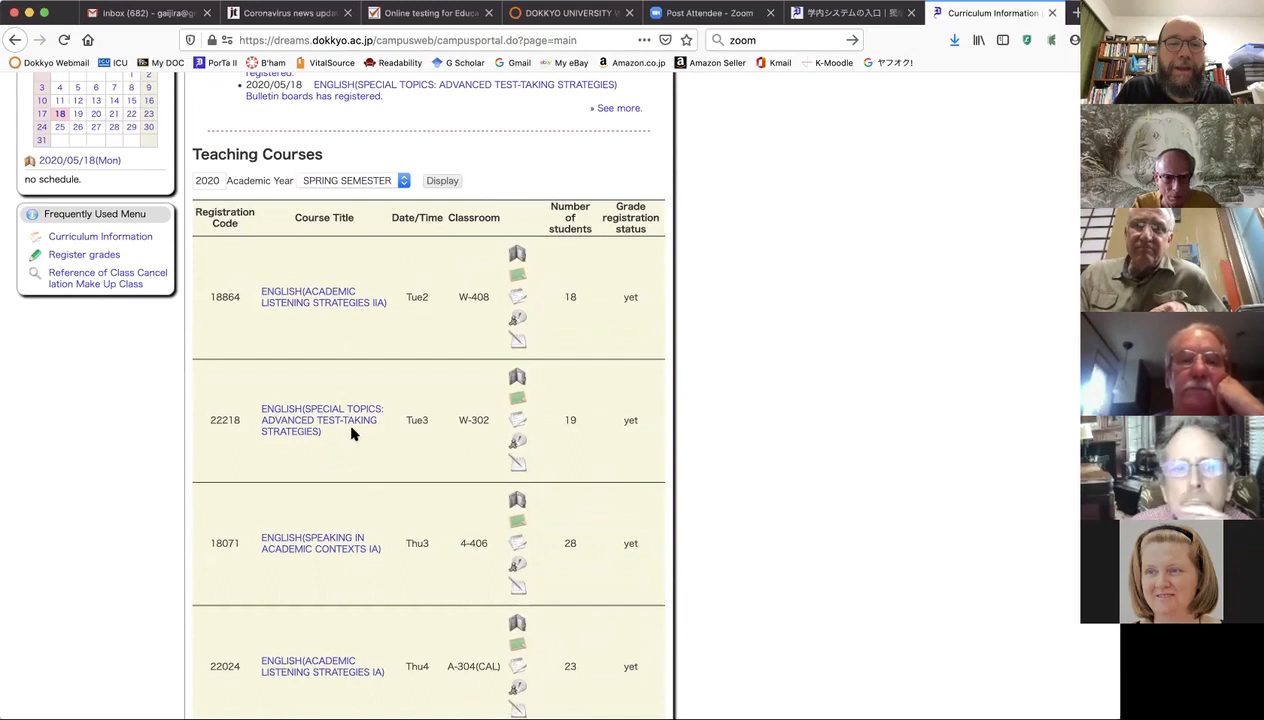 Inbox (682) - gaijira@g
Coronavirus news upda
Online testing for Educa
DOKKYO UNIVERSITY W
Post Attendee - Zoom
学内システムの入口 | 獨
Curriculum Information
https://dreams.dokkyo.ac.jp/campusweb/campusportal.do?page=main
zoom
Dokkyo Webmail
ICU
My DOC
PorTa II
B'ham
VitalSource
Readability
G Scholar
Gmail
My eBay
Amazon.co.jp
Amazon Seller
Kmail
K-Moodle
ヤフオク!
1 2
3 4 5 6 7 8 9
10 11 12 13 14 15 16
17 18 19 20 21 22 23
24 25 26 27 28 29 30
31
2020/05/18(Mon)
no schedule.
Frequently Used Menu
Curriculum Information
Register grades
Reference of Class Cancel
lation Make Up Class
registered.
2020/05/18 ENGLISH(SPECIAL TOPICS: ADVANCED TEST-TAKING STRATEGIES)
Bulletin boards has registered.
» See more.
Teaching Courses
2020 Academic Year SPRING SEMESTER Display
Registration
Code
Course Title
Date/Time
Classroom
Number
of
students
Grade
registration
status
18864
ENGLISH(ACADEMIC
LISTENING STRATEGIES IIA)
Tue2
W-408
18
yet
22218
ENGLISH(SPECIAL TOPICS:
ADVANCED TEST-TAKING
STRATEGIES)
Tue3
W-302
19
yet
18071
ENGLISH(SPEAKING IN
ACADEMIC CONTEXTS IA)
Thu3
4-406
28
yet
22024
ENGLISH(ACADEMIC
LISTENING STRATEGIES IA)
Thu4
A-304(CAL)
23
yet